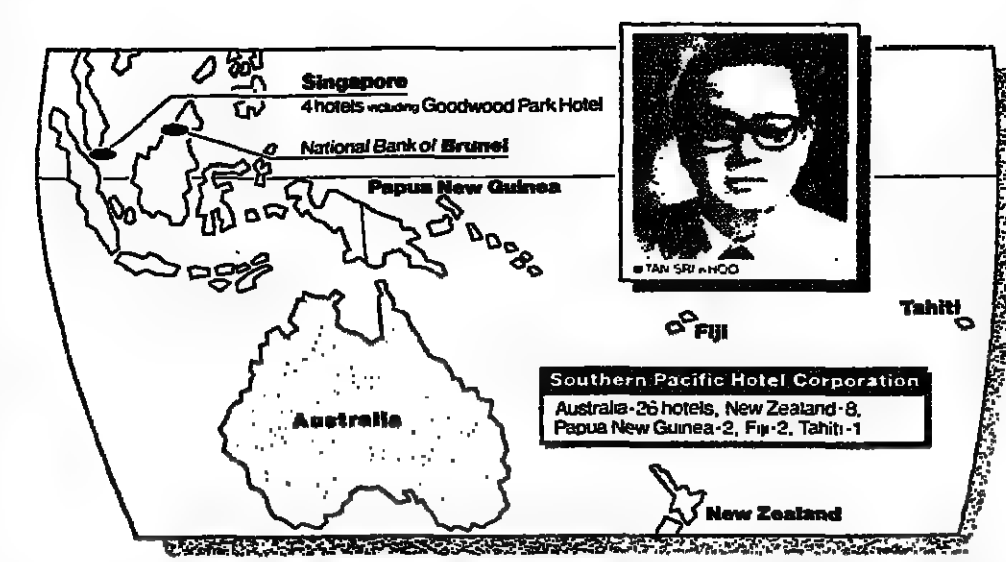 Singapore
4 hotels including Goodwood Park Hotel
National Bank of Brunei
Papua New Guinea
TAN SRI KHOO
Tahiti
Fiji
Southern Pacific Hotel Corporation
Australia-26 hotels, New Zealand-8,
Papua New Guinea-2, Fiji-2, Tahiti-1
Australia
New Zealand